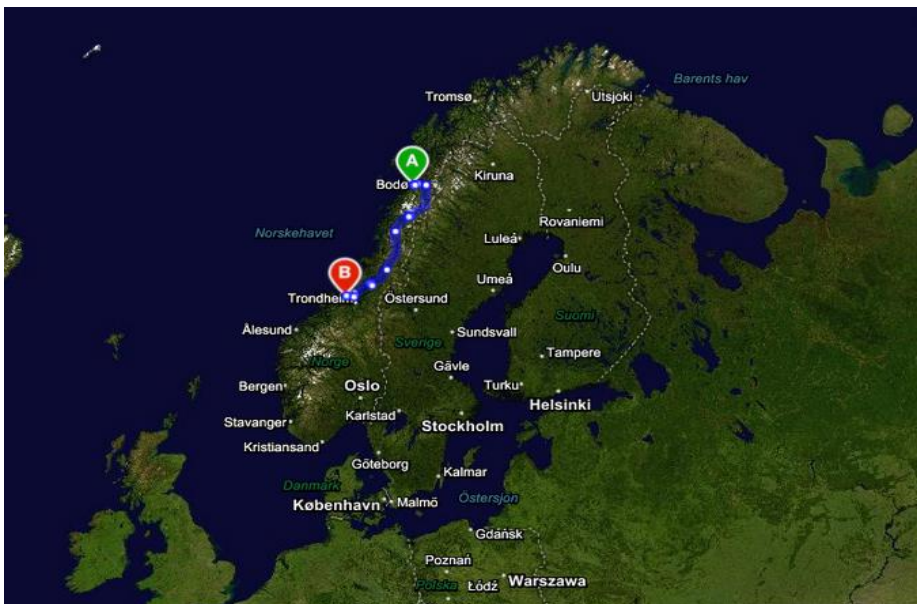 Barents hav
Tromsø
Utsjoki
A
Bodø
Kiruna
Rovaniemi
Norskehavet
Luleå
Oulu
B
Umeå
Trondheim
Östersund
Suomi
Ålesund
Sundsvall
Sverige
Norge
Tampere
Gävle
Bergen
Oslo
Turku
Helsinki
Karlstad
Stavanger
Stockholm
Kristiansand
Göteborg
Kalmar
Danmark
Östersjön
København
Malmö
Gdańsk
Poznań
Polska
Łódź
Warszawa